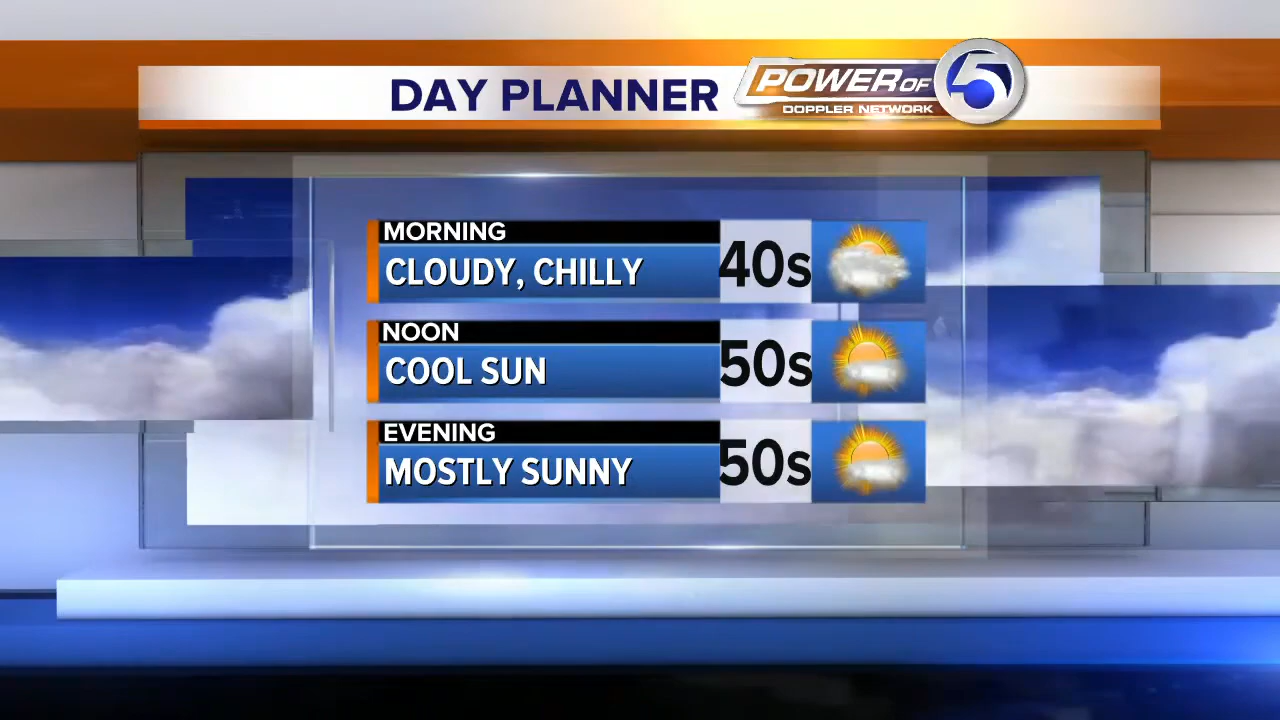 DAY PLANNER
POWER OF 5
DOPPLER NETWORK
MORNING
CLOUDY, CHILLY
40s
NOON
COOL SUN
50s
EVENING
MOSTLY SUNNY
50s